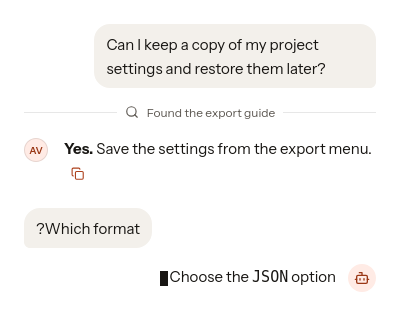 Can I keep a copy of my project
settings and restore them later?
Found the export guide
AV
Yes. Save the settings from the export menu.
?Which format
Choose the JSON option